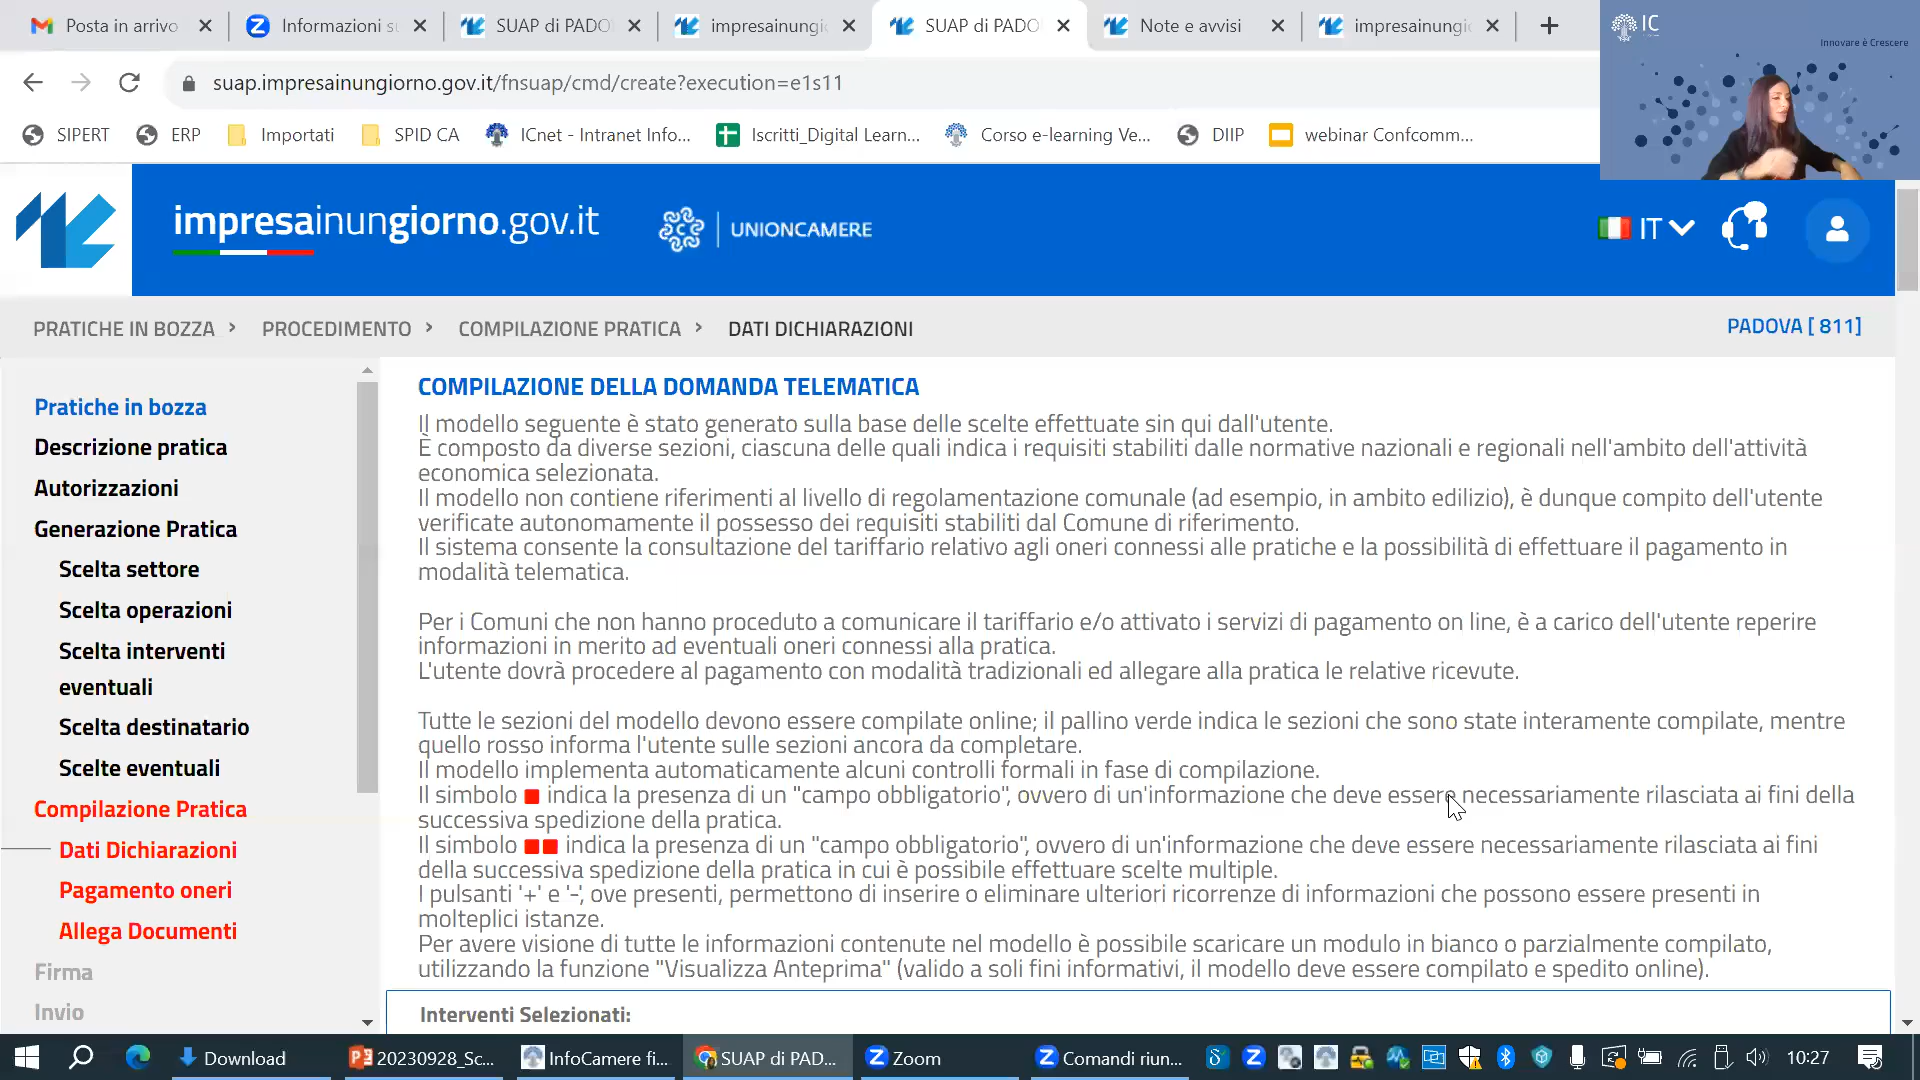 Posta in arrivo
Informazioni s
SUAP di PADO
impresainungi
SUAP di PADO
Note e avvisi
impresainungi
IC
Innovare è Crescere
suap.impresainungiorno.gov.it/fnsuap/cmd/create?execution=e1s11
SIPERT
ERP
Importati
SPID CA
ICnet - Intranet Info...
Iscritti_Digital Learn...
Corso e-learning Ve...
DIIP
webinar Confcomm...
impresainungiorno.gov.it
UNIONCAMERE
IT
PRATICHE IN BOZZA > PROCEDIMENTO > COMPILAZIONE PRATICA > DATI DICHIARAZIONI
PADOVA [ 811]
Pratiche in bozza
Descrizione pratica
Autorizzazioni
Generazione Pratica
Scelta settore
Scelta operazioni
Scelta interventi
eventuali
Scelta destinatario
Scelte eventuali
Compilazione Pratica
Dati Dichiarazioni
Pagamento oneri
Allega Documenti
Firma
Invio
COMPILAZIONE DELLA DOMANDA TELEMATICA
Il modello seguente è stato generato sulla base delle scelte effettuate sin qui dall'utente.
È composto da diverse sezioni, ciascuna delle quali indica i requisiti stabiliti dalle normative nazionali e regionali nell'ambito dell'attività
economica selezionata.
Il modello non contiene riferimenti al livello di regolamentazione comunale (ad esempio, in ambito edilizio), è dunque compito dell'utente
verificate autonomamente il possesso dei requisiti stabiliti dal Comune di riferimento.
Il sistema consente la consultazione del tariffario relativo agli oneri connessi alle pratiche e la possibilità di effettuare il pagamento in
modalità telematica.
Per i Comuni che non hanno proceduto a comunicare il tariffario e/o attivato i servizi di pagamento on line, è a carico dell'utente reperire
informazioni in merito ad eventuali oneri connessi alla pratica.
L'utente dovrà procedere al pagamento con modalità tradizionali ed allegare alla pratica le relative ricevute.
Tutte le sezioni del modello devono essere compilate online; il pallino verde indica le sezioni che sono state interamente compilate, mentre
quello rosso informa l'utente sulle sezioni ancora da completare.
Il modello implementa automaticamente alcuni controlli formali in fase di compilazione.
Il simbolo indica la presenza di un "campo obbligatorio", ovvero di un'informazione che deve essere necessariamente rilasciata ai fini della
successiva spedizione della pratica.
Il simbolo indica la presenza di un "campo obbligatorio", ovvero di un'informazione che deve essere necessariamente rilasciata ai fini
della successiva spedizione della pratica in cui è possibile effettuare scelte multiple.
I pulsanti '+' e '-', ove presenti, permettono di inserire o eliminare ulteriori ricorrenze di informazioni che possono essere presenti in
molteplici istanze.
Per avere visione di tutte le informazioni contenute nel modello è possibile scaricare un modulo in bianco o parzialmente compilato,
utilizzando la funzione "Visualizza Anteprima" (valido a soli fini informativi, il modello deve essere compilato e spedito online).
Interventi Selezionati:
Download
20230928_Sc...
InfoCamere fi...
SUAP di PAD...
Zoom
Comandi riun...
10:27